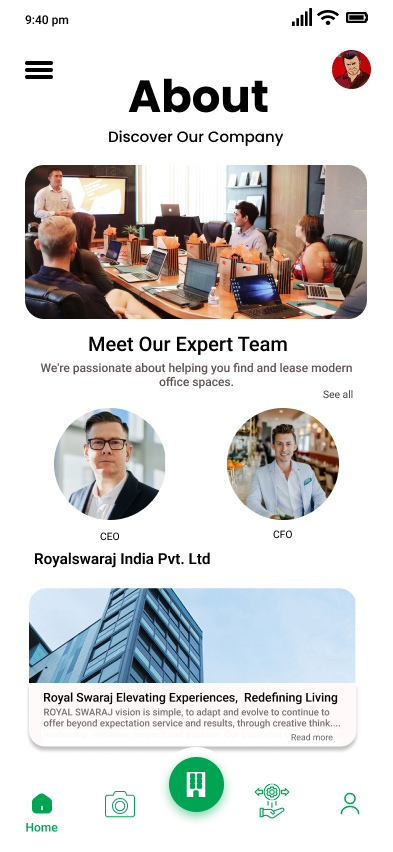 9:40 pm
About
Discover Our Company
Meet Our Expert Team
We're passionate about helping you find and lease modern
office spaces.
See all
CEO
CFO
Royalswaraj India Pvt. Ltd
Royal Swaraj Elevating Experiences, Redefining Living
ROYAL SWARAJ vision is simple, to adapt and evolve to continue to
offer beyond expectation service and results, through creative think....
Read more
Home